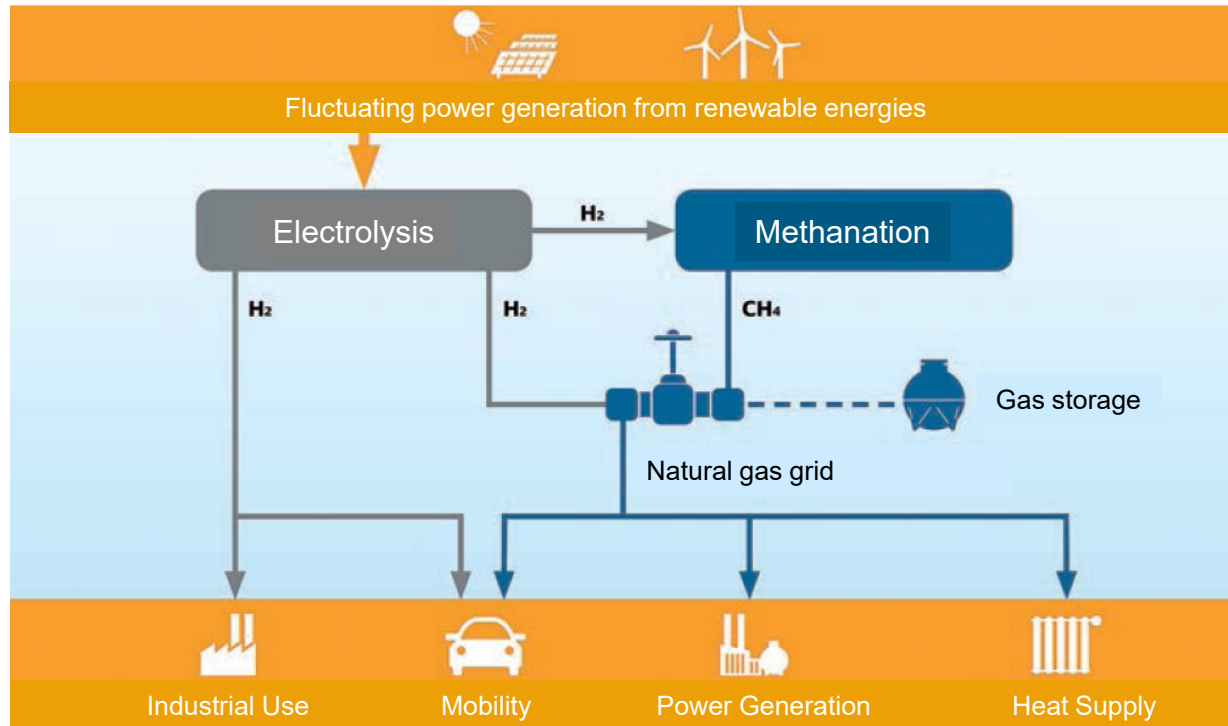 Fluctuating power generation from renewable energies
Electrolysis
H₂
Methanation
H₂
H₂
CH₄
Gas storage
Natural gas grid
Industrial Use
Mobility
Power Generation
Heat Supply